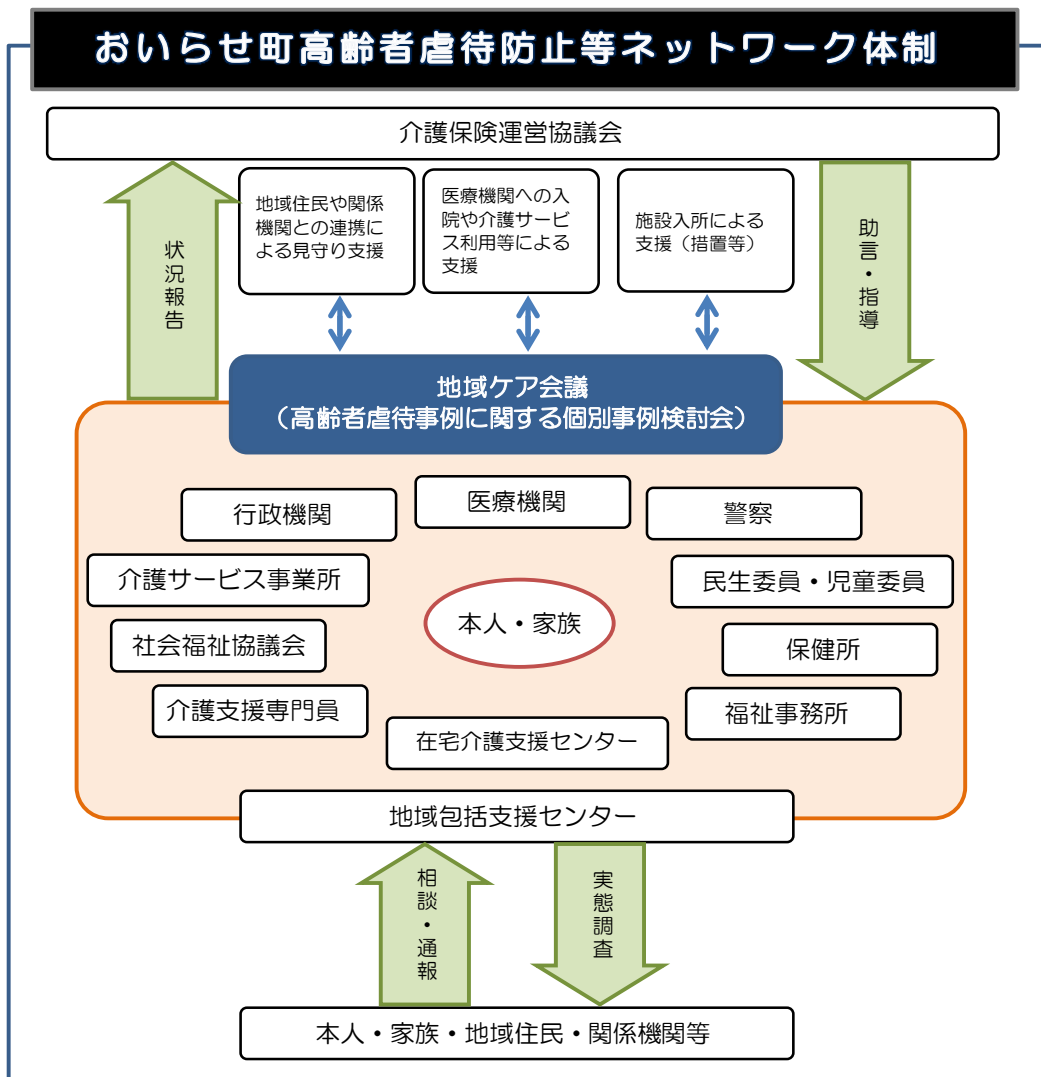 おいらせ町高齢者虐待防止等ネットワーク体制
介護保険運営協議会
状況報告
地域住民や関係
機関との連携に
よる見守り支援
医療機関への入
院や介護サービ
ス利用等による
支援
施設入所による
支援（措置等）
助言・指導
地域ケア会議
（高齢者虐待事例に関する個別事例検討会）
行政機関
医療機関
警察
介護サービス事業所
民生委員・児童委員
本人・家族
社会福祉協議会
保健所
介護支援専門員
福祉事務所
在宅介護支援センター
地域包括支援センター
相談・通報
実態調査
本人・家族・地域住民・関係機関等